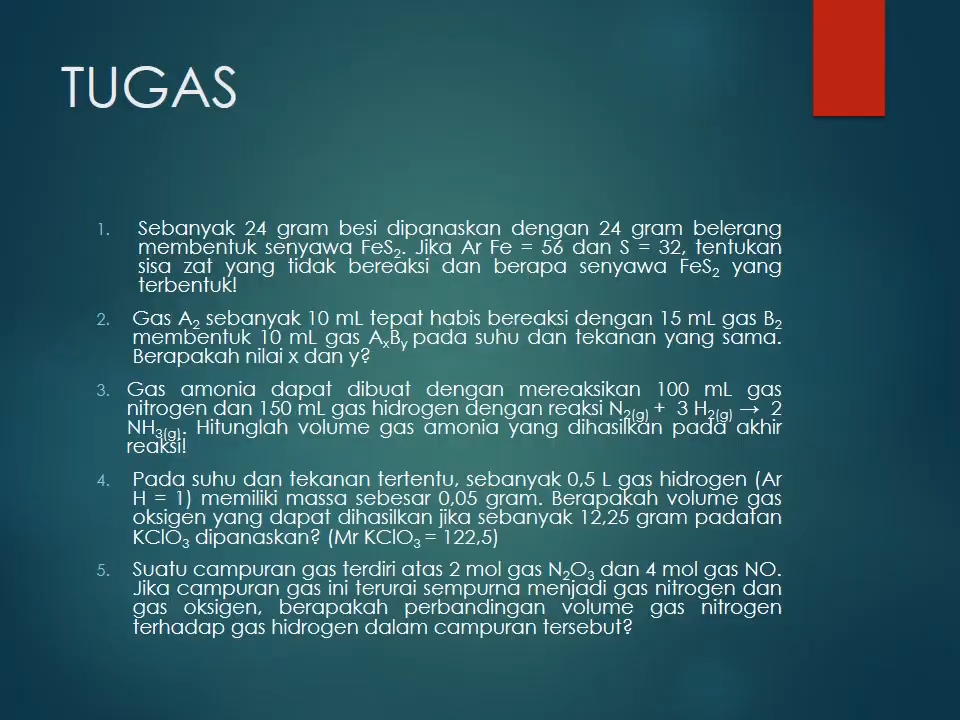 TUGAS
1. Sebanyak 24 gram besi dipanaskan dengan 24 gram belerang
membentuk senyawa FeS₂. Jika Ar Fe = 56 dan S = 32, tentukan
sisa zat yang tidak bereaksi dan berapa senyawa FeS₂ yang
terbentuk!
2. Gas A₂ sebanyak 10 mL tepat habis bereaksi dengan 15 mL gas B₂
membentuk 10 mL gas AₓBᵧ pada suhu dan tekanan yang sama.
Berapakah nilai x dan y?
3. Gas amonia dapat dibuat dengan mereaksikan 100 mL gas
nitrogen dan 150 mL gas hidrogen dengan reaksi N₂(g) + 3 H₂(g) → 2
NH₃(g). Hitunglah volume gas amonia yang dihasilkan pada akhir
reaksi!
4. Pada suhu dan tekanan tertentu, sebanyak 0,5 L gas hidrogen (Ar
H = 1) memiliki massa sebesar 0,05 gram. Berapakah volume gas
oksigen yang dapat dihasilkan jika sebanyak 12,25 gram padatan
KClO₃ dipanaskan? (Mr KClO₃ = 122,5)
5. Suatu campuran gas terdiri atas 2 mol gas N₂O₃ dan 4 mol gas NO.
Jika campuran gas ini terurai sempurna menjadi gas nitrogen dan
gas oksigen, berapakah perbandingan volume gas nitrogen
terhadap gas hidrogen dalam campuran tersebut?